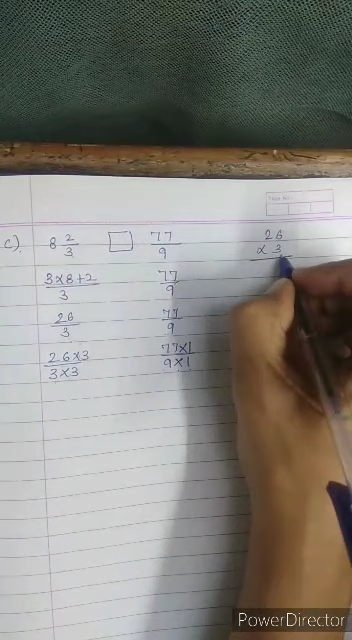 c). 8 2/3 □ 77/9
26
× 3
3×8+2/3 77/9
26/3 77/9
26×3/3×3 77×1/9×1
PowerDirector